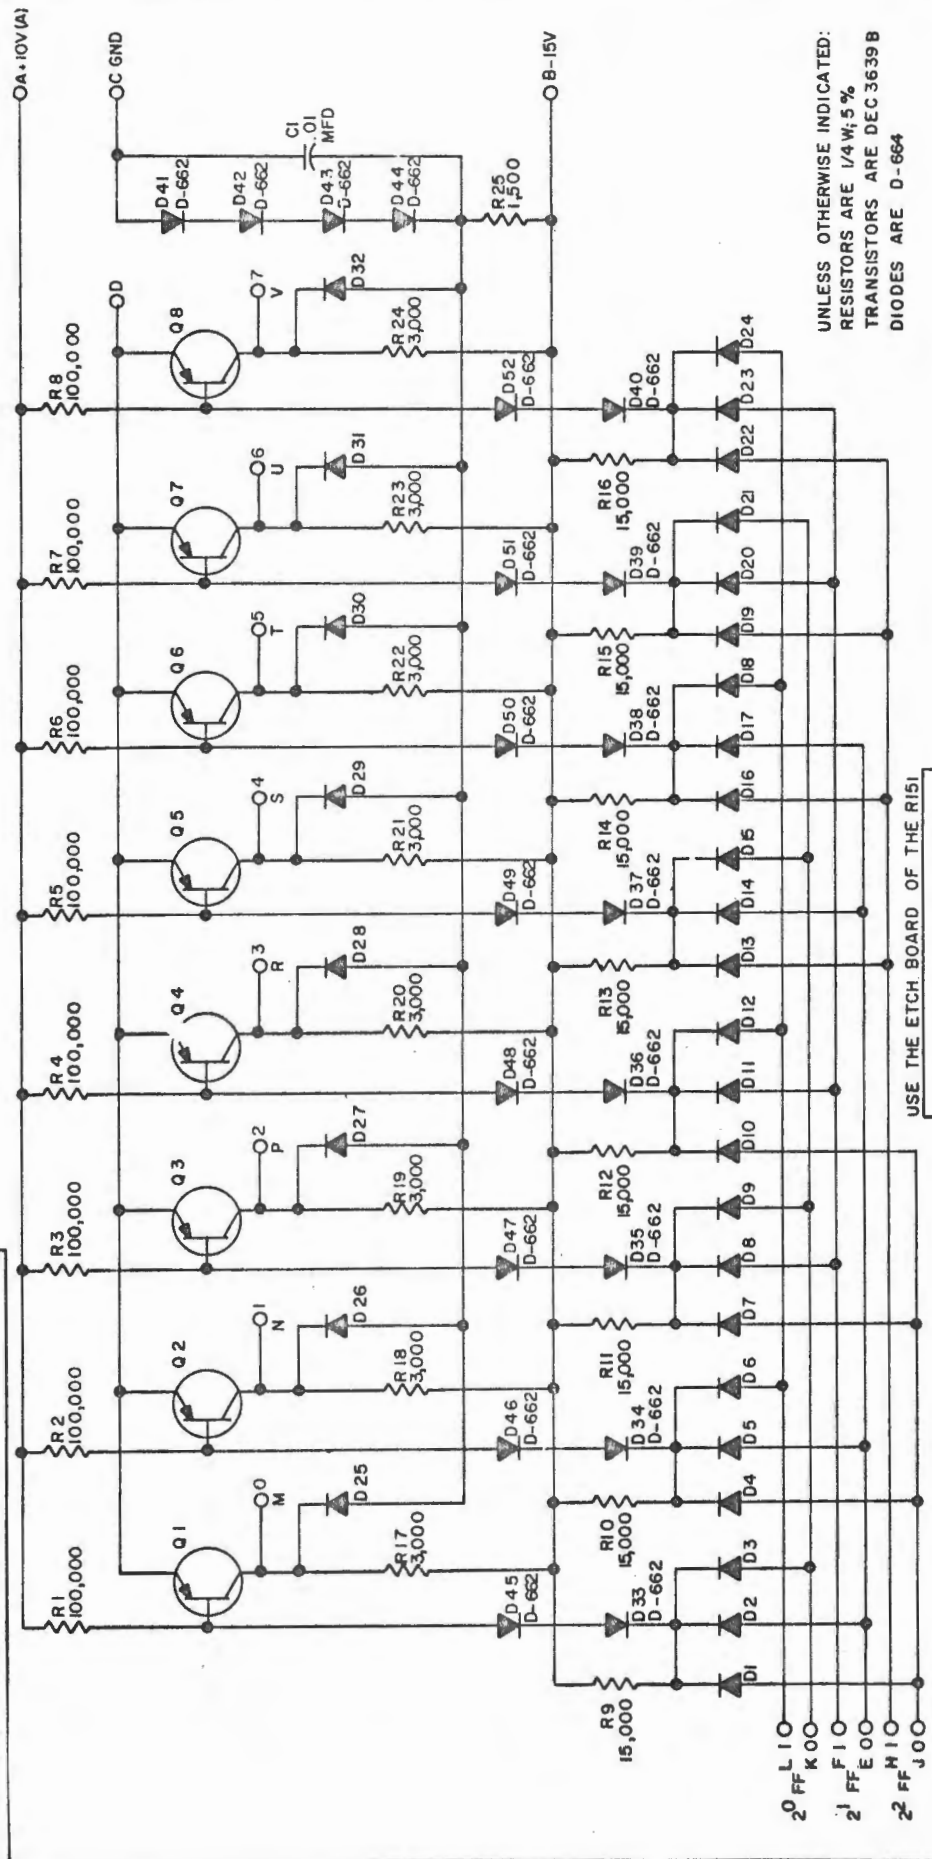 A+10V(A)
C GND
D
B-15V
R1
100,000
R2
100,000
R3
100,000
R4
100,000
R5
100,000
R6
100,000
R7
100,000
R8
100,000
Q1
Q2
Q3
Q4
Q5
Q6
Q7
Q8
D41
D-662
D42
D-662
D43
D-662
D44
D-662
C1
.01
MFD
R25
1,500
0
M
1
N
2
P
3
R
4
S
5
T
6
U
7
V
D25
D26
D27
D28
D29
D30
D31
D32
R17
3,000
R18
3,000
R19
3,000
R20
3,000
R21
3,000
R22
3,000
R23
3,000
R24
3,000
D45
D-662
D46
D-662
D47
D-662
D48
D-662
D49
D-662
D50
D-662
D51
D-662
D52
D-662
R9
15,000
D33
D-662
R10
15,000
D34
D-662
R11
15,000
D35
D-662
R12
15,000
D36
D-662
R13
15,000
D37
D-662
R14
15,000
D38
D-662
R15
15,000
D39
D-662
R16
15,000
D40
D-662
D1
D2
D3
D4
D5
D6
D7
D8
D9
D10
D11
D12
D13
D14
D15
D16
D17
D18
D19
D20
D21
D22
D23
D24
2⁰ FF L 1
K 0
2¹ FF F 1
E 0
2² FF H 1
J 0
UNLESS OTHERWISE INDICATED:
RESISTORS ARE 1/4 W; 5%
TRANSISTORS ARE DEC 3639 B
DIODES ARE D-664
USE THE ETCH BOARD OF THE R151